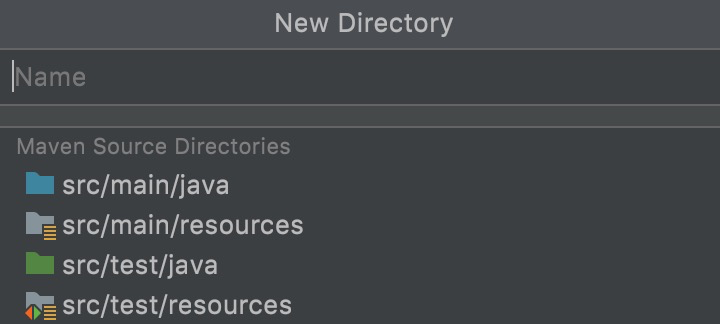 New Directory
Name
Maven Source Directories
src/main/java
src/main/resources
src/test/java
src/test/resources